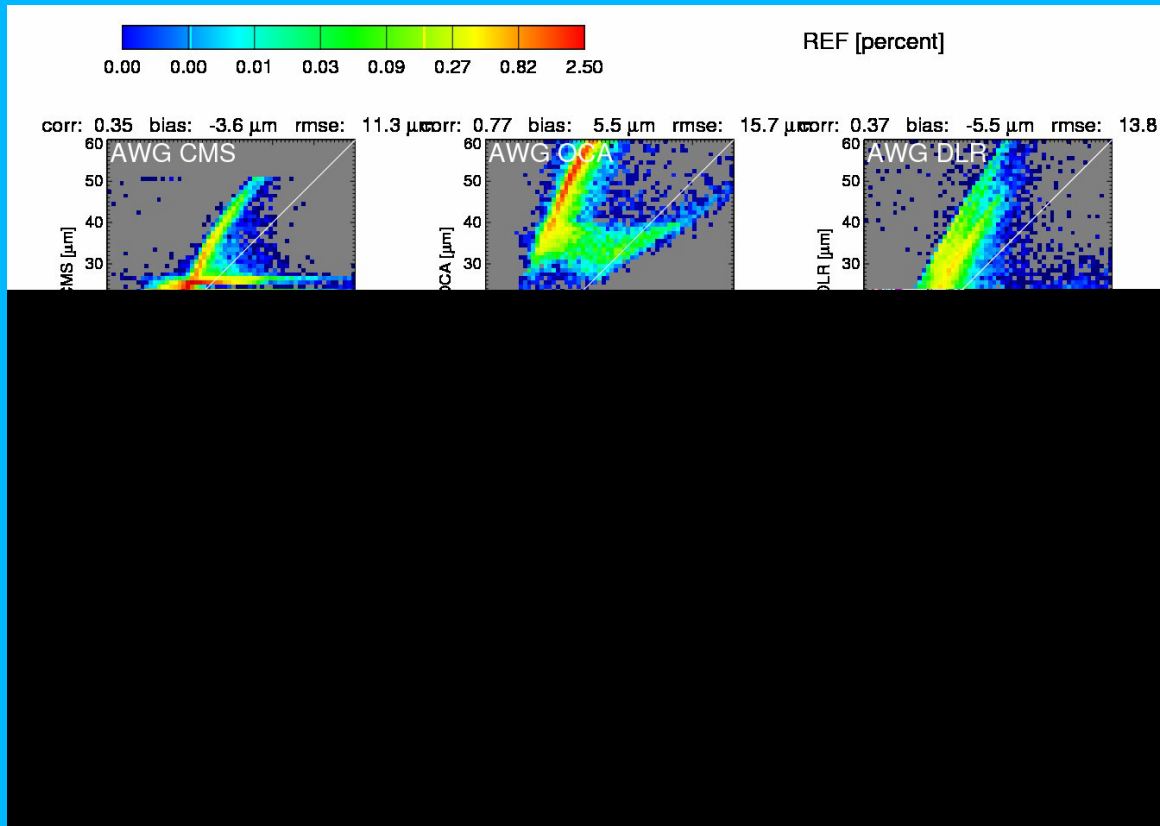 0.00 0.00 0.01 0.03 0.09 0.27 0.82 2.50
REF [percent]
corr: 0.35 bias: -3.6 µm rmse: 11.3 µm
corr: 0.77 bias: 5.5 µm rmse: 15.7 µm
corr: 0.37 bias: -5.5 µm rmse: 13.8
AWG CMS
60
50
40
30
CMS [µm]
AWG OCA
60
50
40
30
OCA [µm]
AWG DLR
60
50
40
30
DLR [µm]